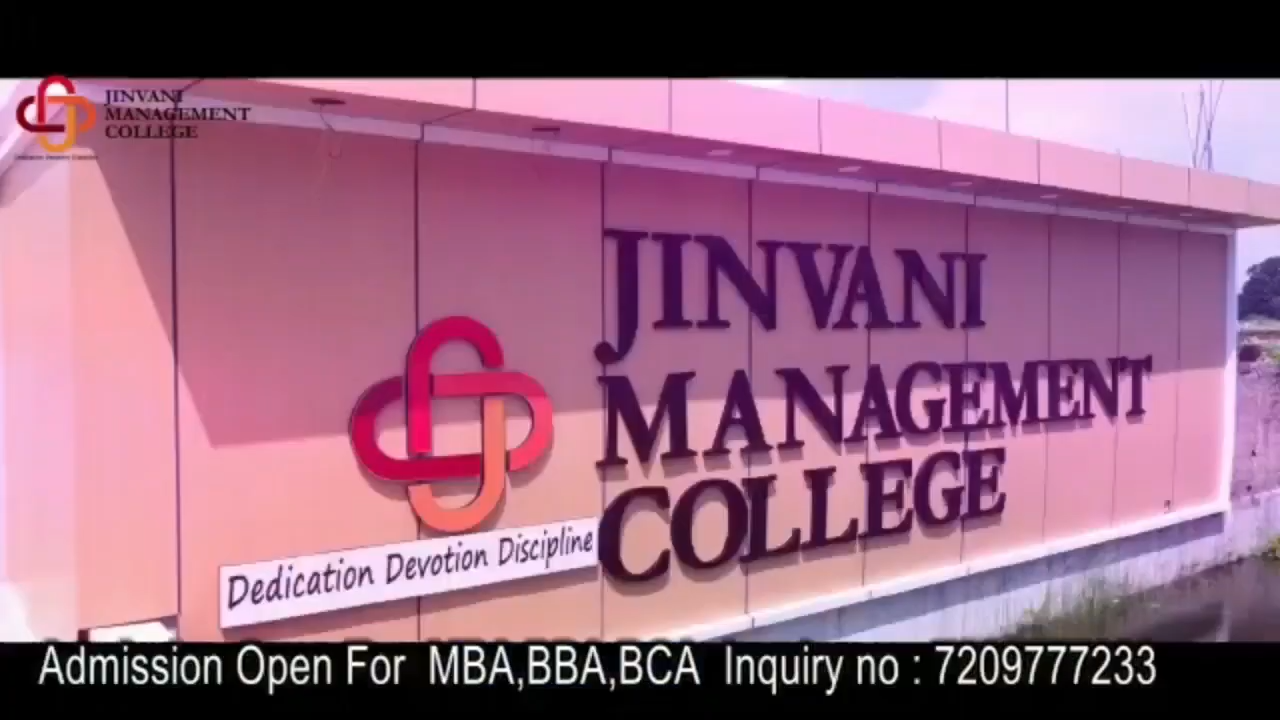 JINVANI
MANAGEMENT
COLLEGE
JINVANI
MANAGEMENT
COLLEGE
Dedication Devotion Discipline
Admission Open For MBA,BBA,BCA Inquiry no : 7209777233